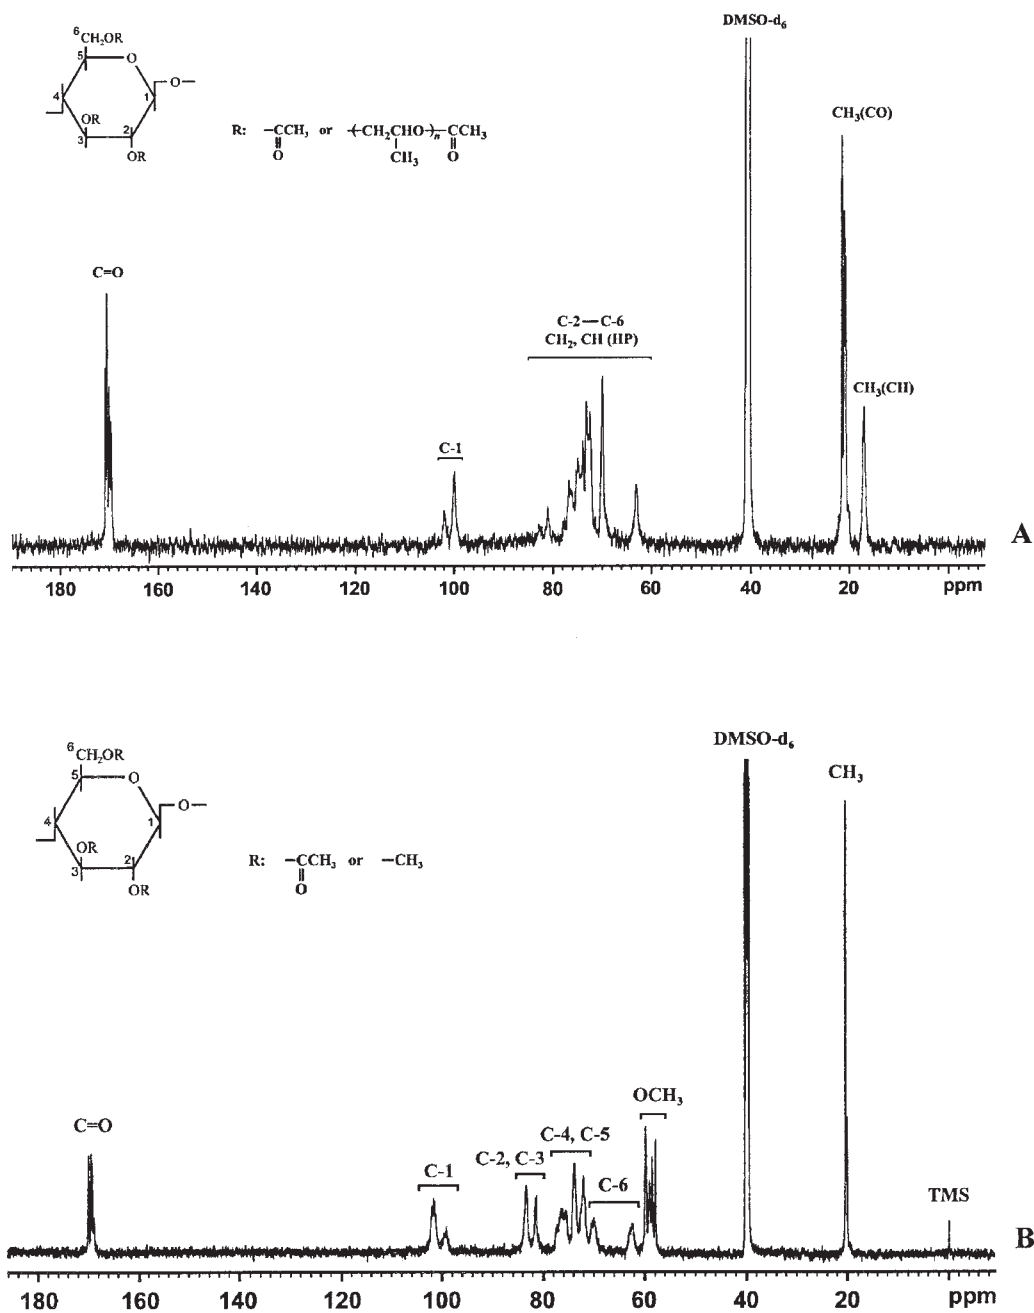 DMSO-d₆
⁶CH₂OR
5
O
4
OR
1
O
3
2
OR
R: -CCH₃ or -(CH₂CHO)ₙ-CCH₃
O CH₃ O
CH₃(CO)
C=O
C-2—C-6
CH₂, CH (HP)
CH₃(CH)
C-1
A
180 160 140 120 100 80 60 40 20 ppm
DMSO-d₆
CH₃
⁶CH₂OR
5
O
4
OR
1
O
3
2
OR
R: -CCH₃ or -CH₃
O
OCH₃
C=O
C-4, C-5
C-2, C-3
C-1
C-6
TMS
B
180 160 140 120 100 80 60 40 20 ppm